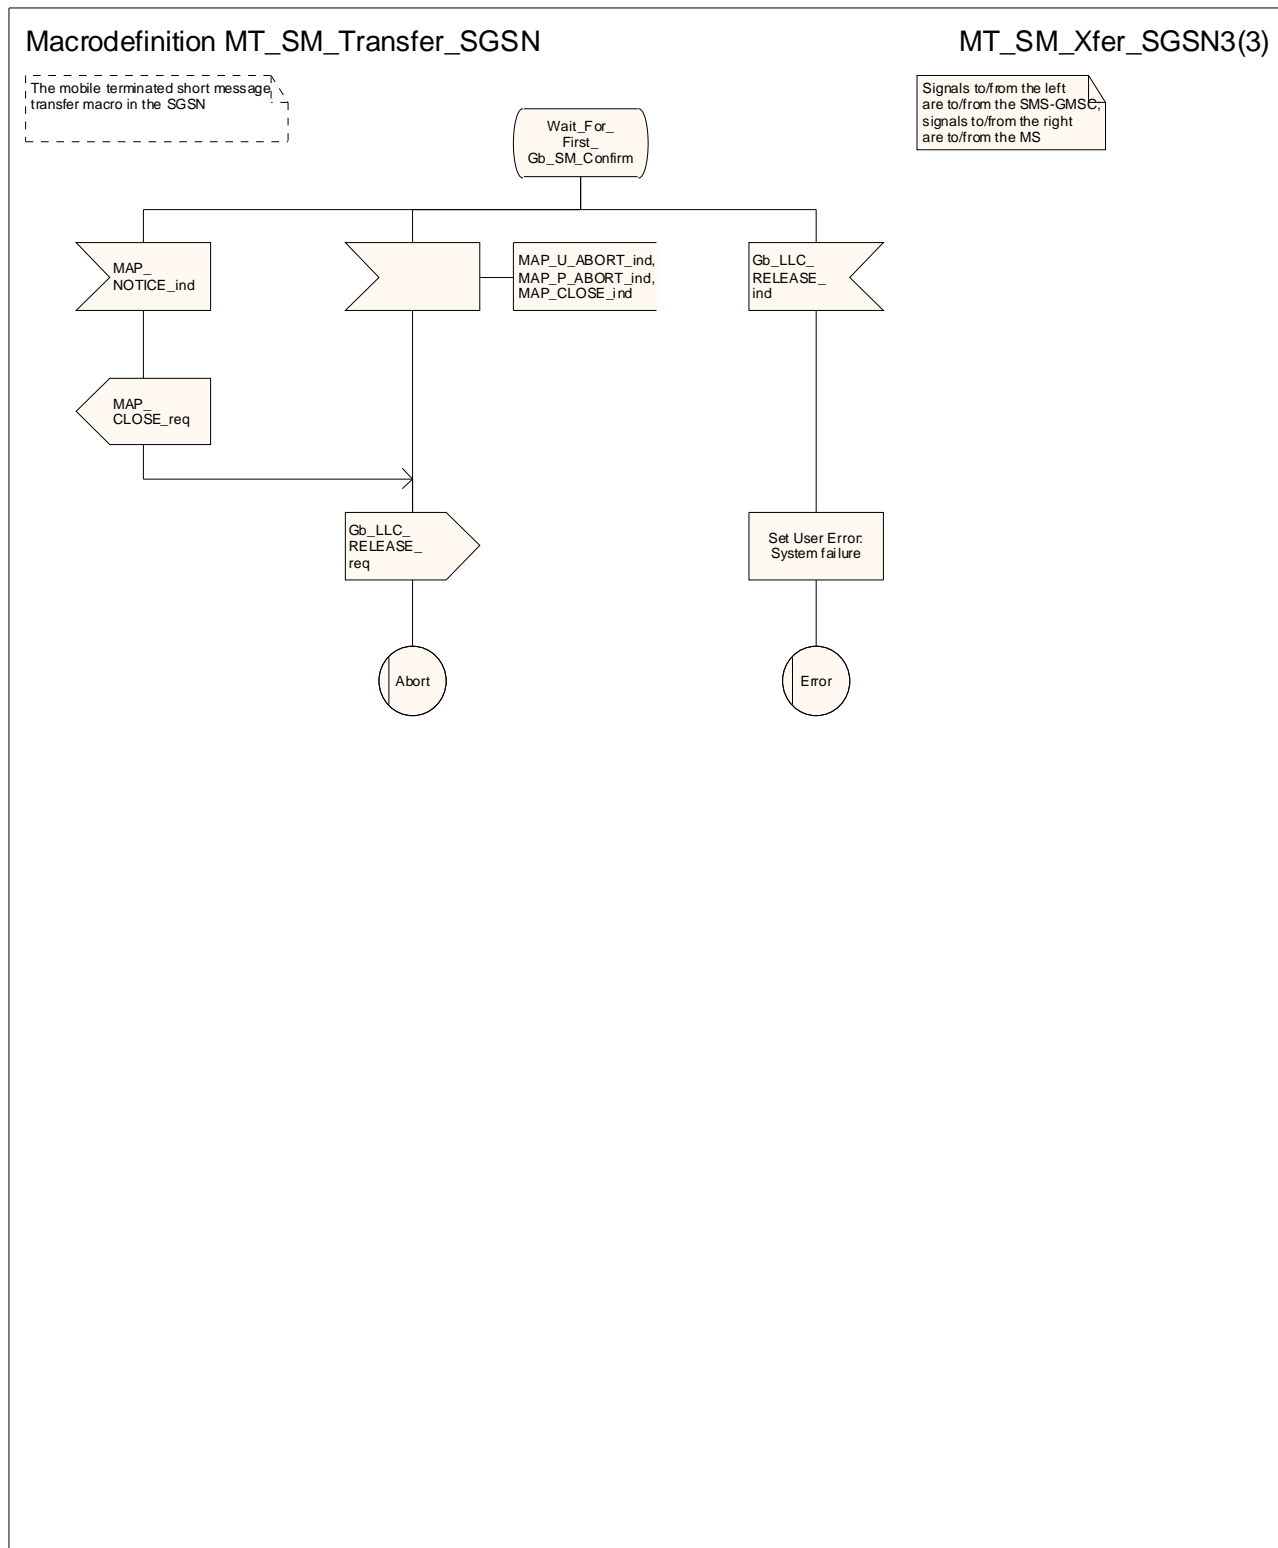 Macrodefinition MT_SM_Transfer_SGSN
MT_SM_Xfer_SGSN3(3)
The mobile terminated short message
transfer macro in the SGSN
Signals to/from the left
are to/from the SMS-GMSC;
signals to/from the right
are to/from the MS
Wait_For_
First_
Gb_SM_Confirm
MAP_
NOTICE_ind
MAP_U_ABORT_ind,
MAP_P_ABORT_ind,
MAP_CLOSE_ind
Gb_LLC_
RELEASE_
ind
MAP_
CLOSE_req
Gb_LLC_
RELEASE_
req
Set User Error:
System failure
Abort
Error